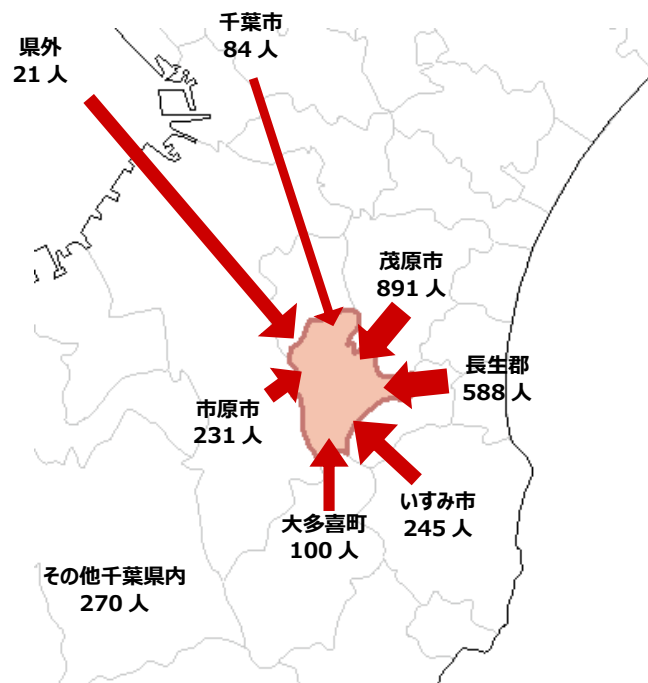 千葉市
84 人
県外
21 人
茂原市
891 人
長生郡
588 人
市原市
231 人
いすみ市
245 人
大多喜町
100 人
その他千葉県内
270 人